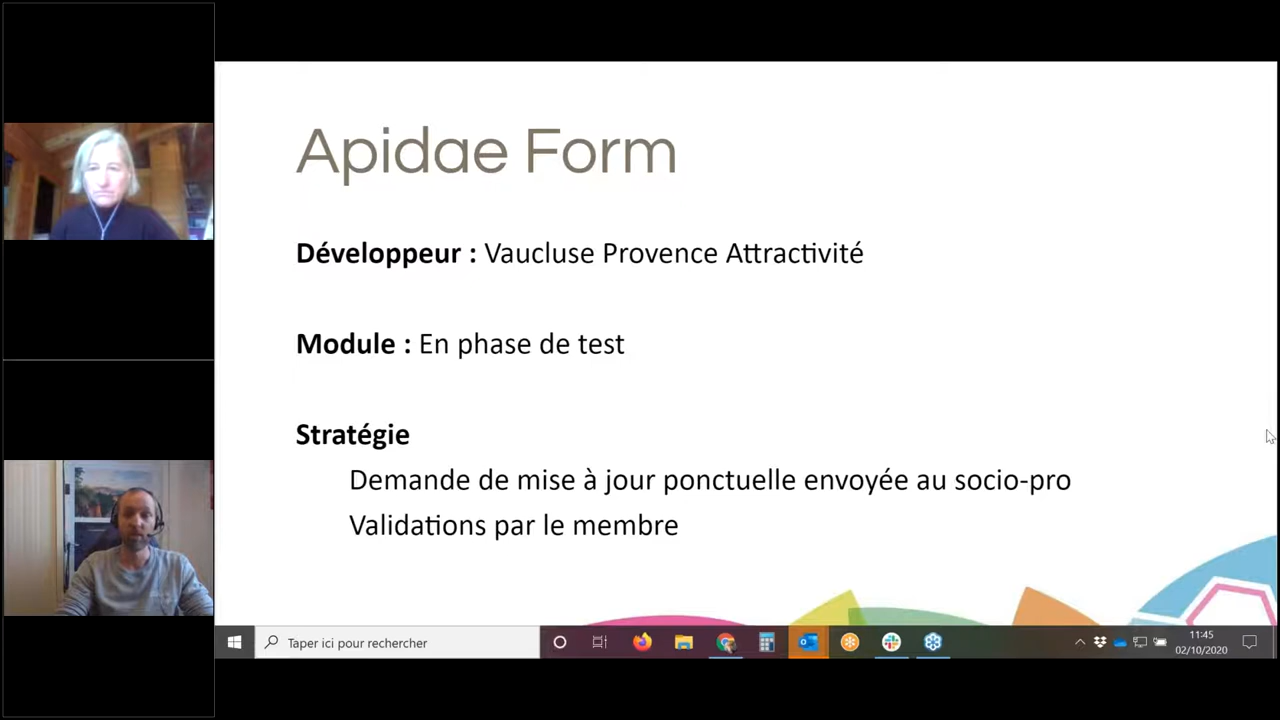 Apidae Form
Développeur : Vaucluse Provence Attractivité
Module : En phase de test
Stratégie
Demande de mise à jour ponctuelle envoyée au socio-pro
Validations par le membre
Taper ici pour rechercher
11:45
02/10/2020